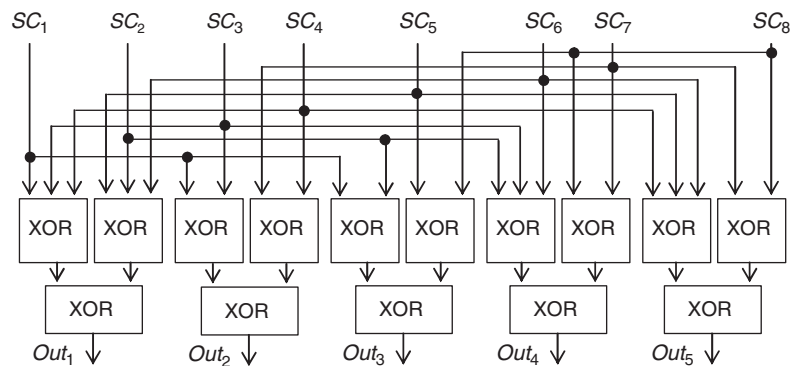 SC1 SC2 SC3 SC4 SC5 SC6 SC7 SC8
XOR XOR XOR XOR XOR XOR XOR XOR XOR XOR
XOR XOR XOR XOR XOR
Out1 Out2 Out3 Out4 Out5